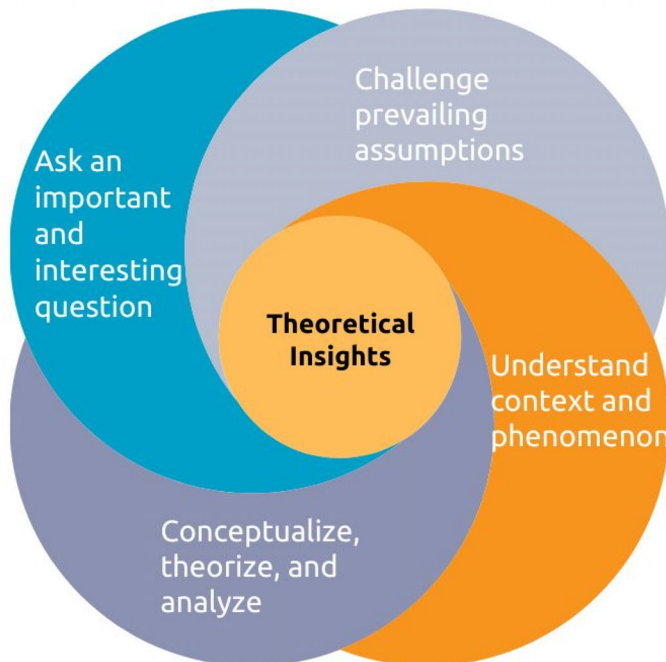 Challenge
prevailing
assumptions
Ask an
important
and
interesting
question
Theoretical
Insights
Understand
context and
phenomenon
Conceptualize,
theorize, and
analyze